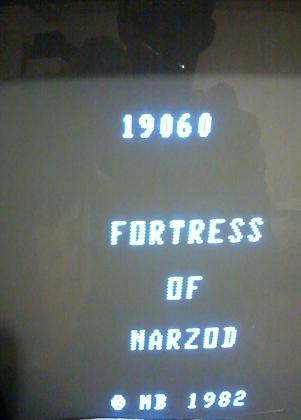 19060
FORTRESS
OF
NARZOD
© MB 1982